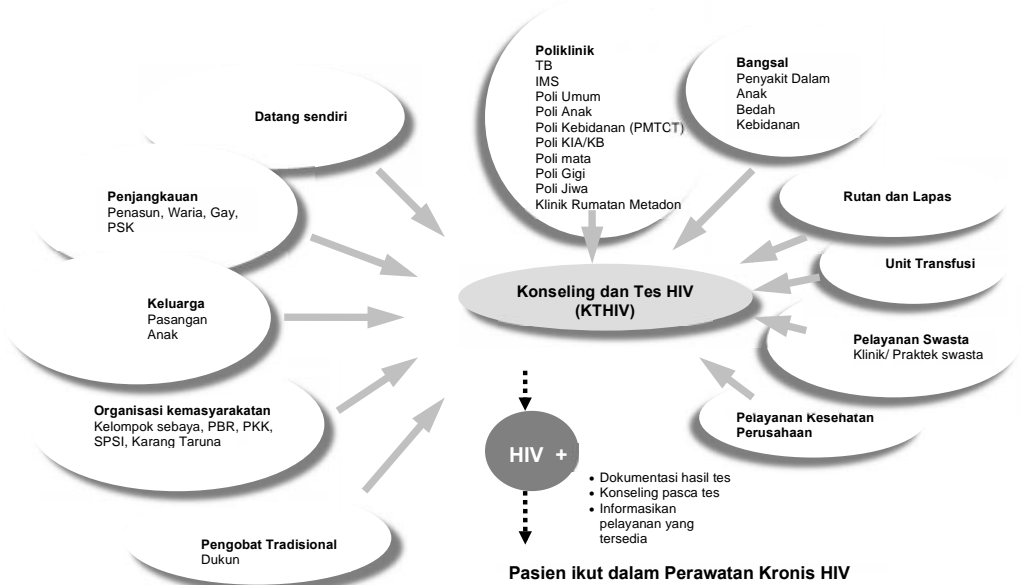 Poliklinik
TB
IMS
Poli Umum
Poli Anak
Poli Kebidanan (PMTCT)
Poli KIA/KB
Poli mata
Poli Gigi
Poli Jiwa
Klinik Rumatan Metadon
Bangsal
Penyakit Dalam
Anak
Bedah
Kebidanan
Datang sendiri
Penjangkauan
Penasun, Waria, Gay,
PSK
Rutan dan Lapas
Unit Transfusi
Keluarga
Pasangan
Anak
Konseling dan Tes HIV
(KTHIV)
Pelayanan Swasta
Klinik/ Praktek swasta
Organisasi kemasyarakatan
Kelompok sebaya, PBR, PKK,
SPSI, Karang Taruna
Pelayanan Kesehatan
Perusahaan
HIV +
• Dokumentasi hasil tes
• Konseling pasca tes
• Informasikan
pelayanan yang
tersedia
Pengobat Tradisional
Dukun
Pasien ikut dalam Perawatan Kronis HIV